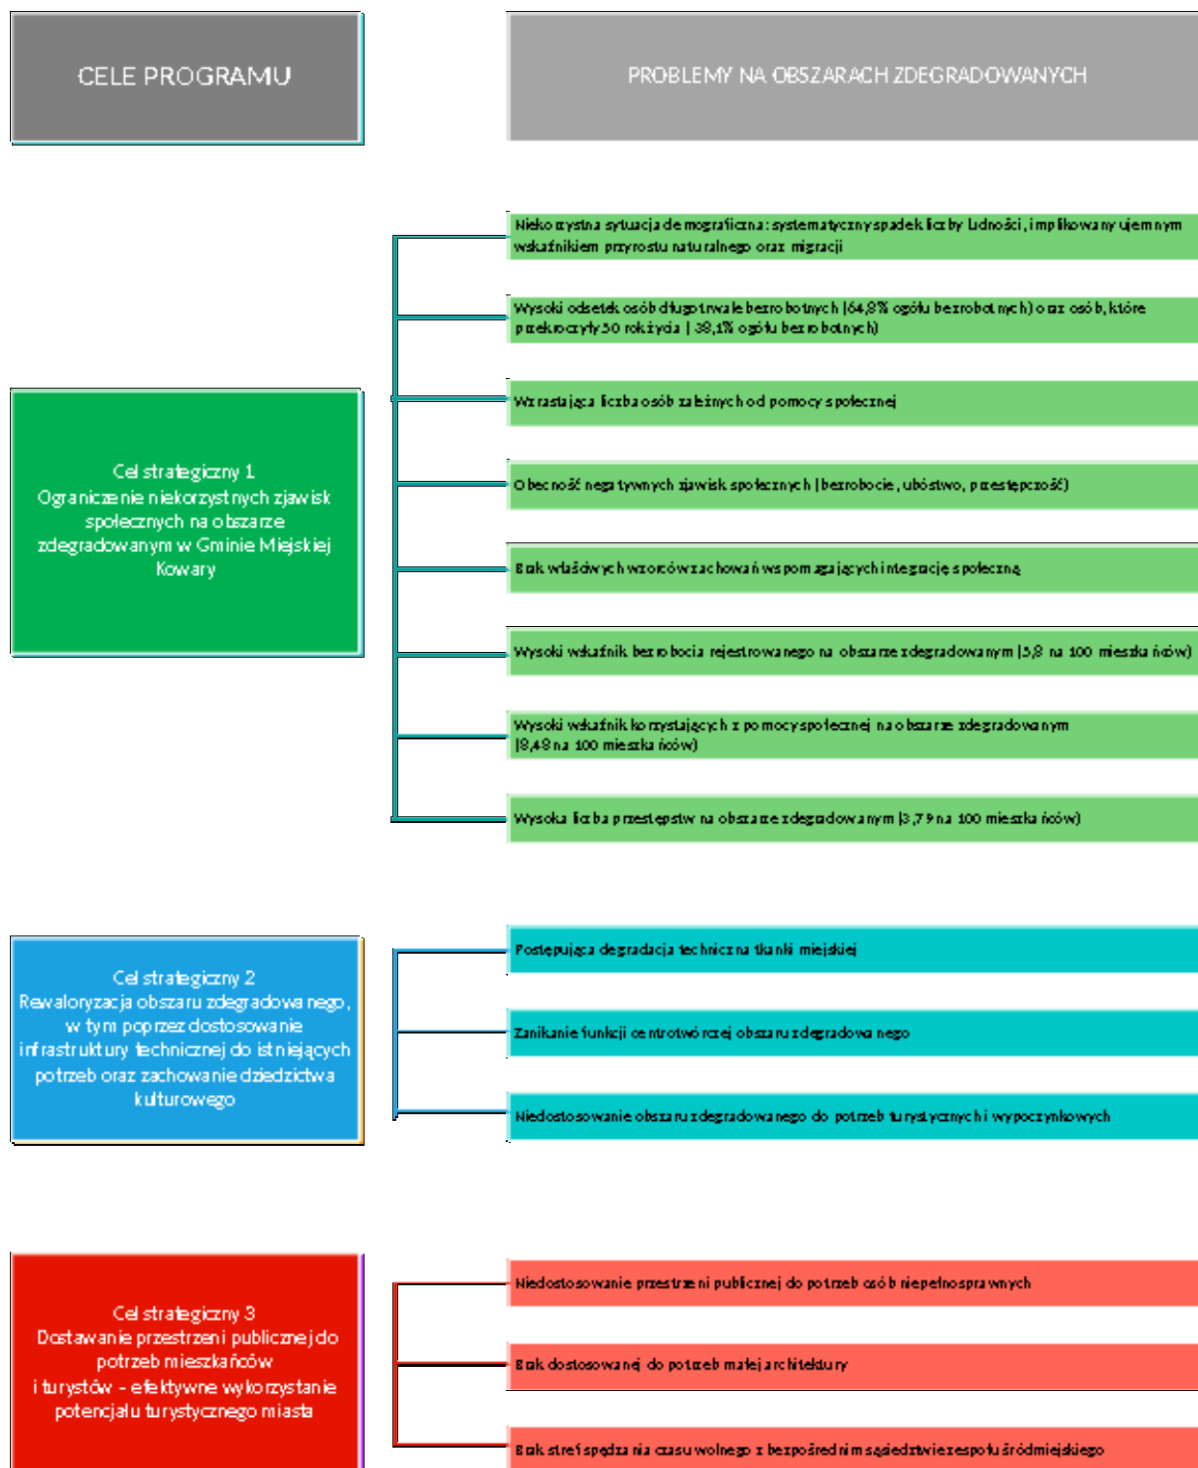 CELE PROGRAMU
PROBLEMY NA OBSZARACH ZDEGRADOWANYCH
Cel strategiczny 1
Ograniczenie niekorzystnych zjawisk
społecznych na obszarze
zdegradowanym w Gminie Miejskiej
Kowary
Niekorzystna sytuacja demograficzna: systematyczny spadek liczby ludności, implikowany ujemnym
wskaźnikiem przyrostu naturalnego oraz migracji
Wysoki odsetek osób długotrwale bezrobotnych (64,8% ogółu bezrobotnych) oraz osób, które
przekroczyły 50 rok życia ( 38,1% ogółu bezrobotnych)
Wzrastająca liczba osób zależnych od pomocy społecznej
Obecność negatywnych zjawisk społecznych (bezrobocie, ubóstwo, przestępczość)
Brak właściwych wzorców zachowań wspomagających integrację społeczną
Wysoki wskaźnik bezrobocia rejestrowanego na obszarze zdegradowanym (5,8 na 100 mieszkańców)
Wysoki wskaźnik korzystających z pomocy społecznej na obszarze zdegradowanym
(8,48 na 100 mieszkańców)
Wysoka liczba przestępstw na obszarze zdegradowanym (3,79 na 100 mieszkańców)
Cel strategiczny 2
Rewaloryzacja obszaru zdegradowanego,
w tym poprzez dostosowanie
infrastruktury technicznej do istniejących
potrzeb oraz zachowanie dziedzictwa
kulturowego
Postępująca degradacja techniczna tkanki miejskiej
Zanikanie funkcji centrotwórczej obszaru zdegradowanego
Niedostosowanie obszaru zdegradowanego do potrzeb turystycznych i wypoczynkowych
Cel strategiczny 3
Dostawanie przestrzeni publicznej do
potrzeb mieszkańców
i turystów – efektywne wykorzystanie
potencjału turystycznego miasta
Niedostosowanie przestrzeni publicznej do potrzeb osób niepełnosprawnych
Brak dostosowanej do potrzeb małej architektury
Brak stref spędzania czasu wolnego z bezpośrednim sąsiedztwie zespołu śródmiejskiego